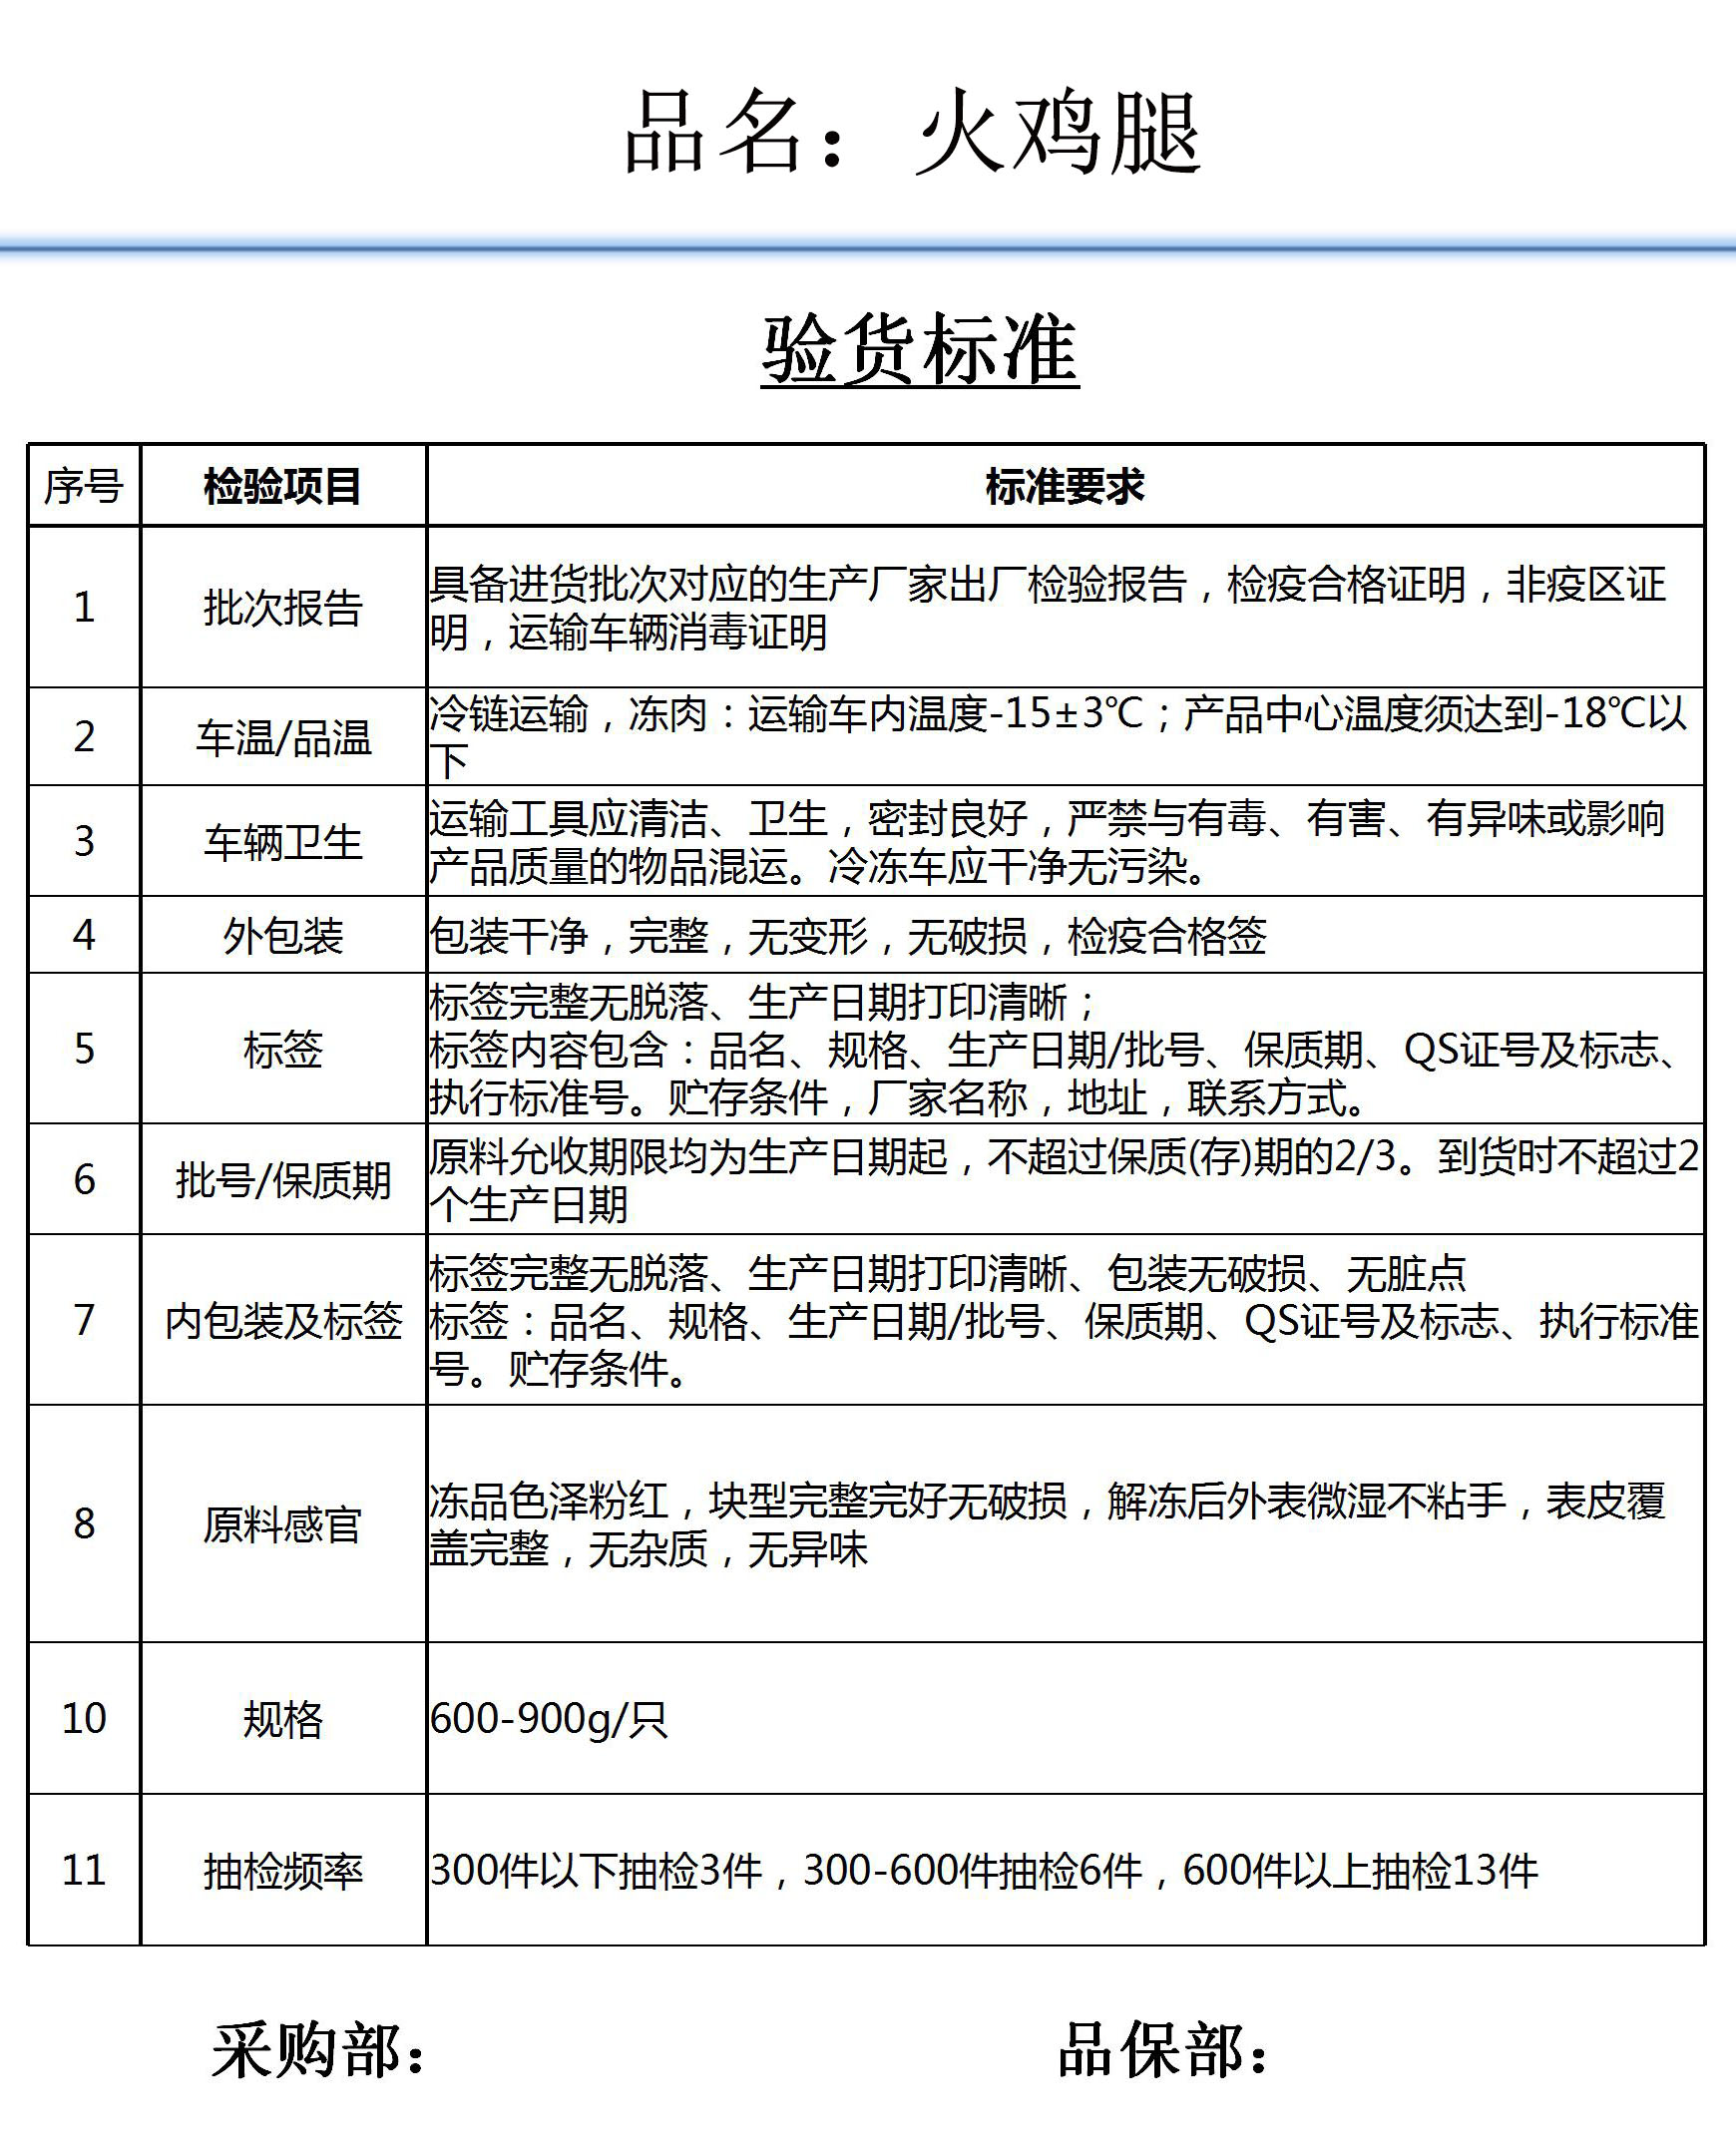 品名：火鸡腿
验货标准
序号 检验项目 标准要求
1 批次报告 具备进货批次对应的生产厂家出厂检验报告，检疫合格证明，非疫区证
明，运输车辆消毒证明
2 车温/品温 冷链运输，冻肉：运输车内温度-15±3℃；产品中心温度须达到-18℃以
下
3 车辆卫生 运输工具应清洁、卫生，密封良好，严禁与有毒、有害、有异味或影响
产品质量的物品混运。冷冻车应干净无污染。
4 外包装 包装干净，完整，无变形，无破损，检疫合格签
5 标签 标签完整无脱落、生产日期打印清晰；
标签内容包含：品名、规格、生产日期/批号、保质期、QS证号及标志、
执行标准号。贮存条件，厂家名称，地址，联系方式。
6 批号/保质期 原料允收期限均为生产日期起，不超过保质(存)期的2/3。到货时不超过2
个生产日期
7 内包装及标签 标签完整无脱落、生产日期打印清晰、包装无破损、无脏点
标签：品名、规格、生产日期/批号、保质期、QS证号及标志、执行标准
号。贮存条件。
8 原料感官 冻品色泽粉红，块型完整完好无破损，解冻后外表微湿不粘手，表皮覆
盖完整，无杂质，无异味
10 规格 600-900g/只
11 抽检频率 300件以下抽检3件，300-600件抽检6件，600件以上抽检13件
采购部： 品保部：